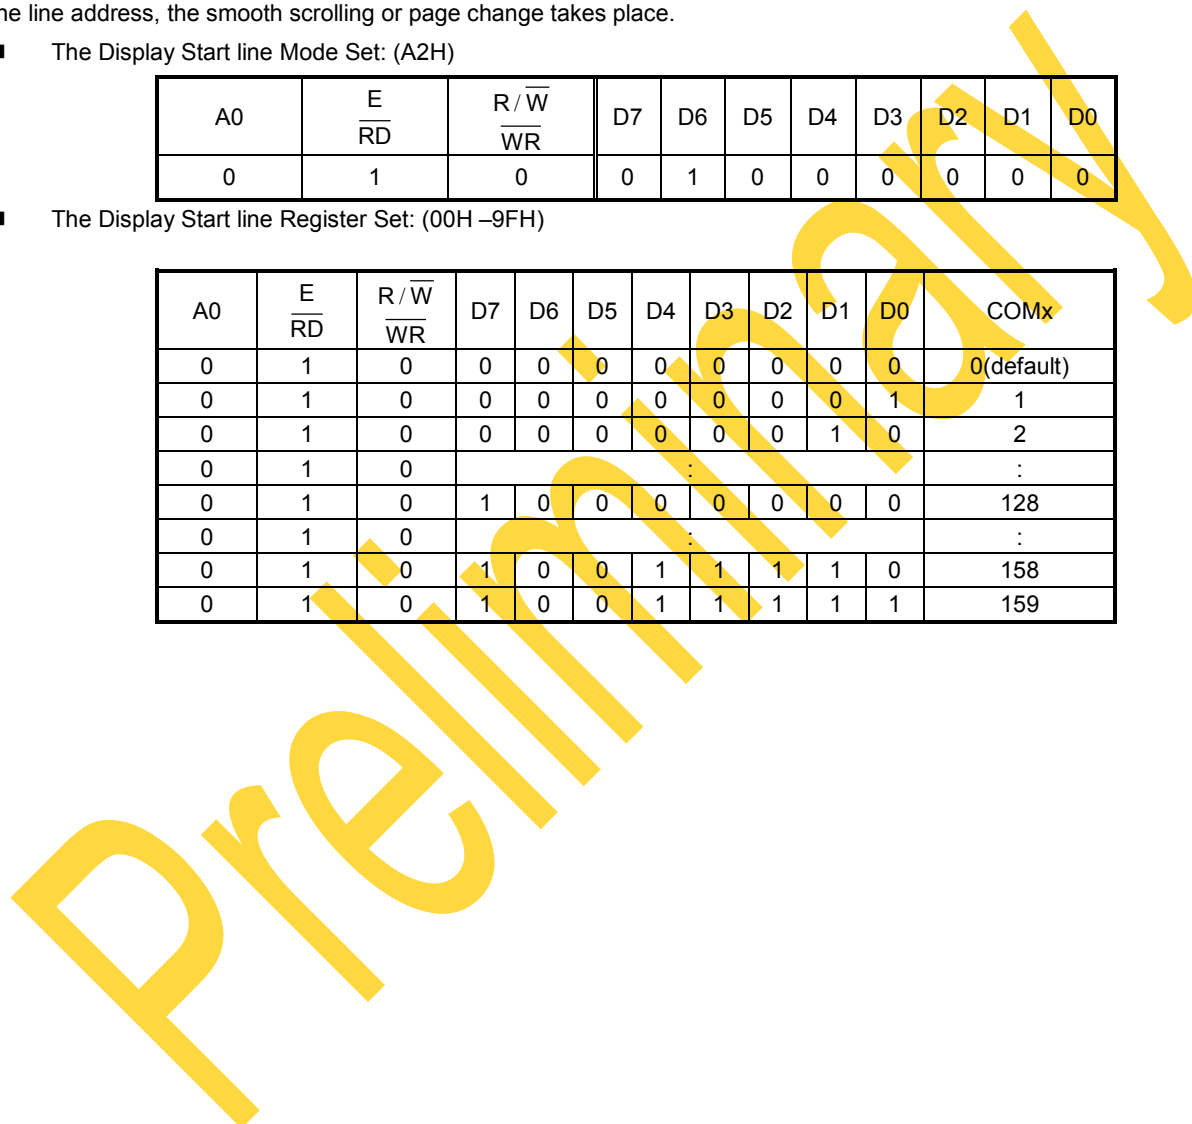 ne line address, the smooth scrolling or page change takes place.
■ The Display Start line Mode Set: (A2H)
A0 E R / W D7 D6 D5 D4 D3 D2 D1 D0
RD WR
0 1 0 0 1 0 0 0 0 0 0
■ The Display Start line Register Set: (00H –9FH)
A0 E R / W D7 D6 D5 D4 D3 D2 D1 D0 COMx
RD WR
0 1 0 0 0 0 0 0 0 0 0 0(default)
0 1 0 0 0 0 0 0 0 0 1 1
0 1 0 0 0 0 0 0 0 1 0 2
0 1 0 : :
0 1 0 1 0 0 0 0 0 0 0 128
0 1 0 : :
0 1 0 1 0 0 1 1 1 1 0 158
0 1 0 1 0 0 1 1 1 1 1 159
Preliminary